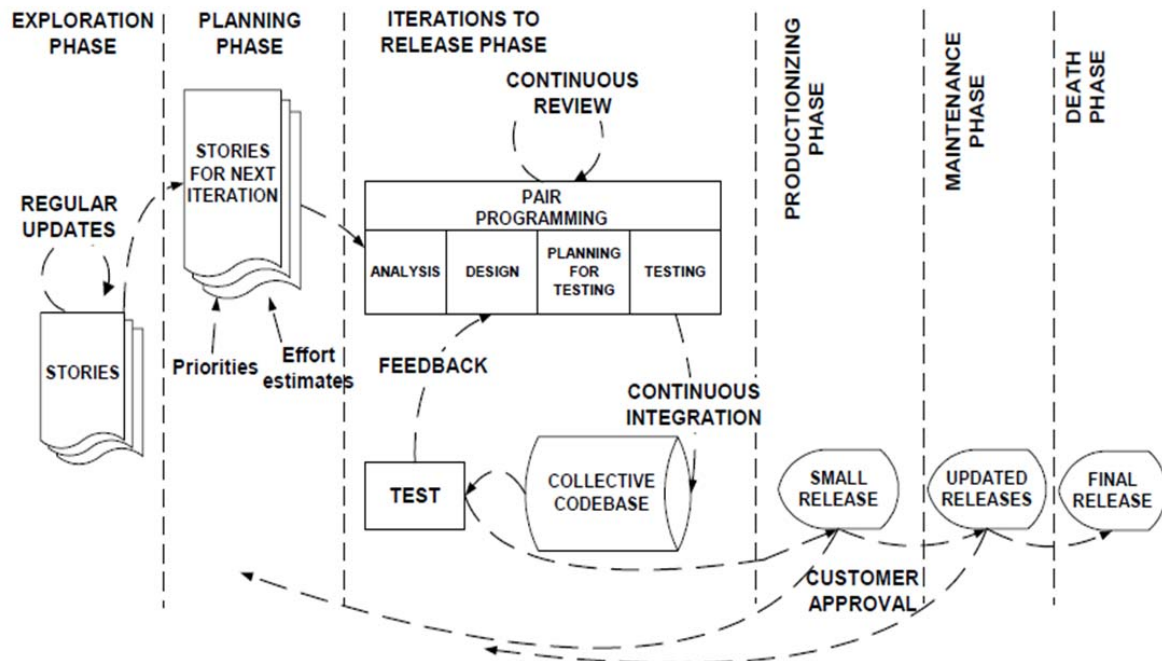 EXPLORATION
PHASE
PLANNING
PHASE
ITERATIONS TO
RELEASE PHASE
PRODUCTIONIZING
PHASE
MAINTENANCE
PHASE
DEATH
PHASE
CONTINUOUS
REVIEW
STORIES
FOR NEXT
ITERATION
REGULAR
UPDATES
PAIR
PROGRAMMING
ANALYSIS
DESIGN
PLANNING
FOR
TESTING
TESTING
STORIES
Priorities
Effort
estimates
FEEDBACK
CONTINUOUS
INTEGRATION
TEST
COLLECTIVE
CODEBASE
SMALL
RELEASE
UPDATED
RELEASES
FINAL
RELEASE
CUSTOMER
APPROVAL